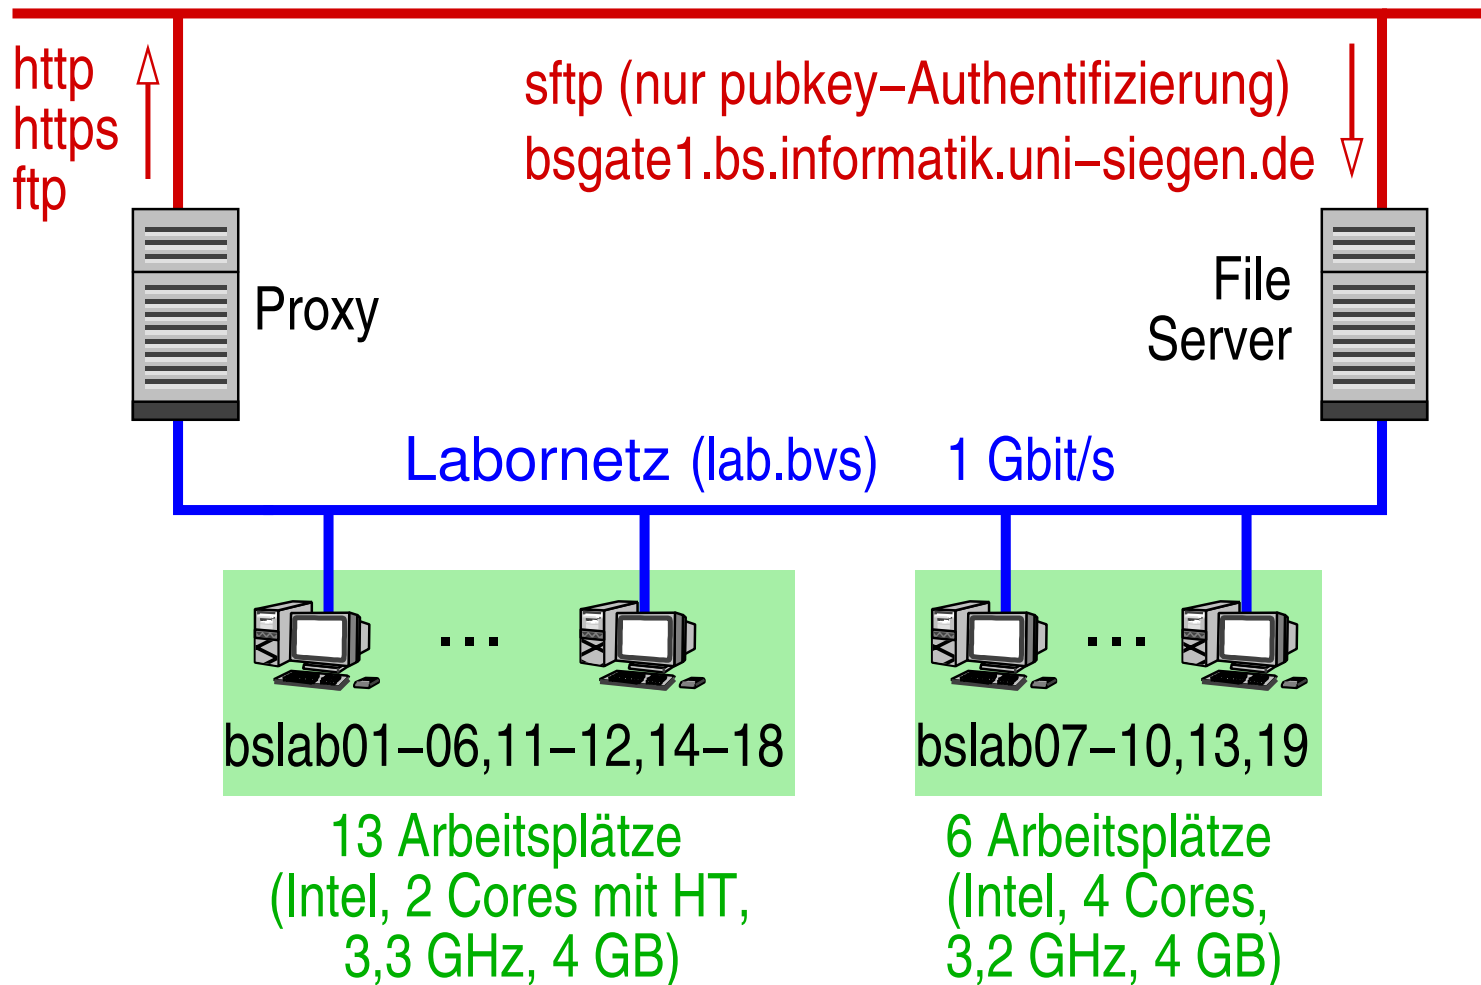 http
https
ftp
sftp (nur pubkey–Authentifizierung)
bsgate1.bs.informatik.uni–siegen.de
Proxy
File
Server
Labornetz (lab.bvs) 1 Gbit/s
...
...
bslab01–06,11–12,14–18
bslab07–10,13,19
13 Arbeitsplätze
(Intel, 2 Cores mit HT,
3,3 GHz, 4 GB)
6 Arbeitsplätze
(Intel, 4 Cores,
3,2 GHz, 4 GB)